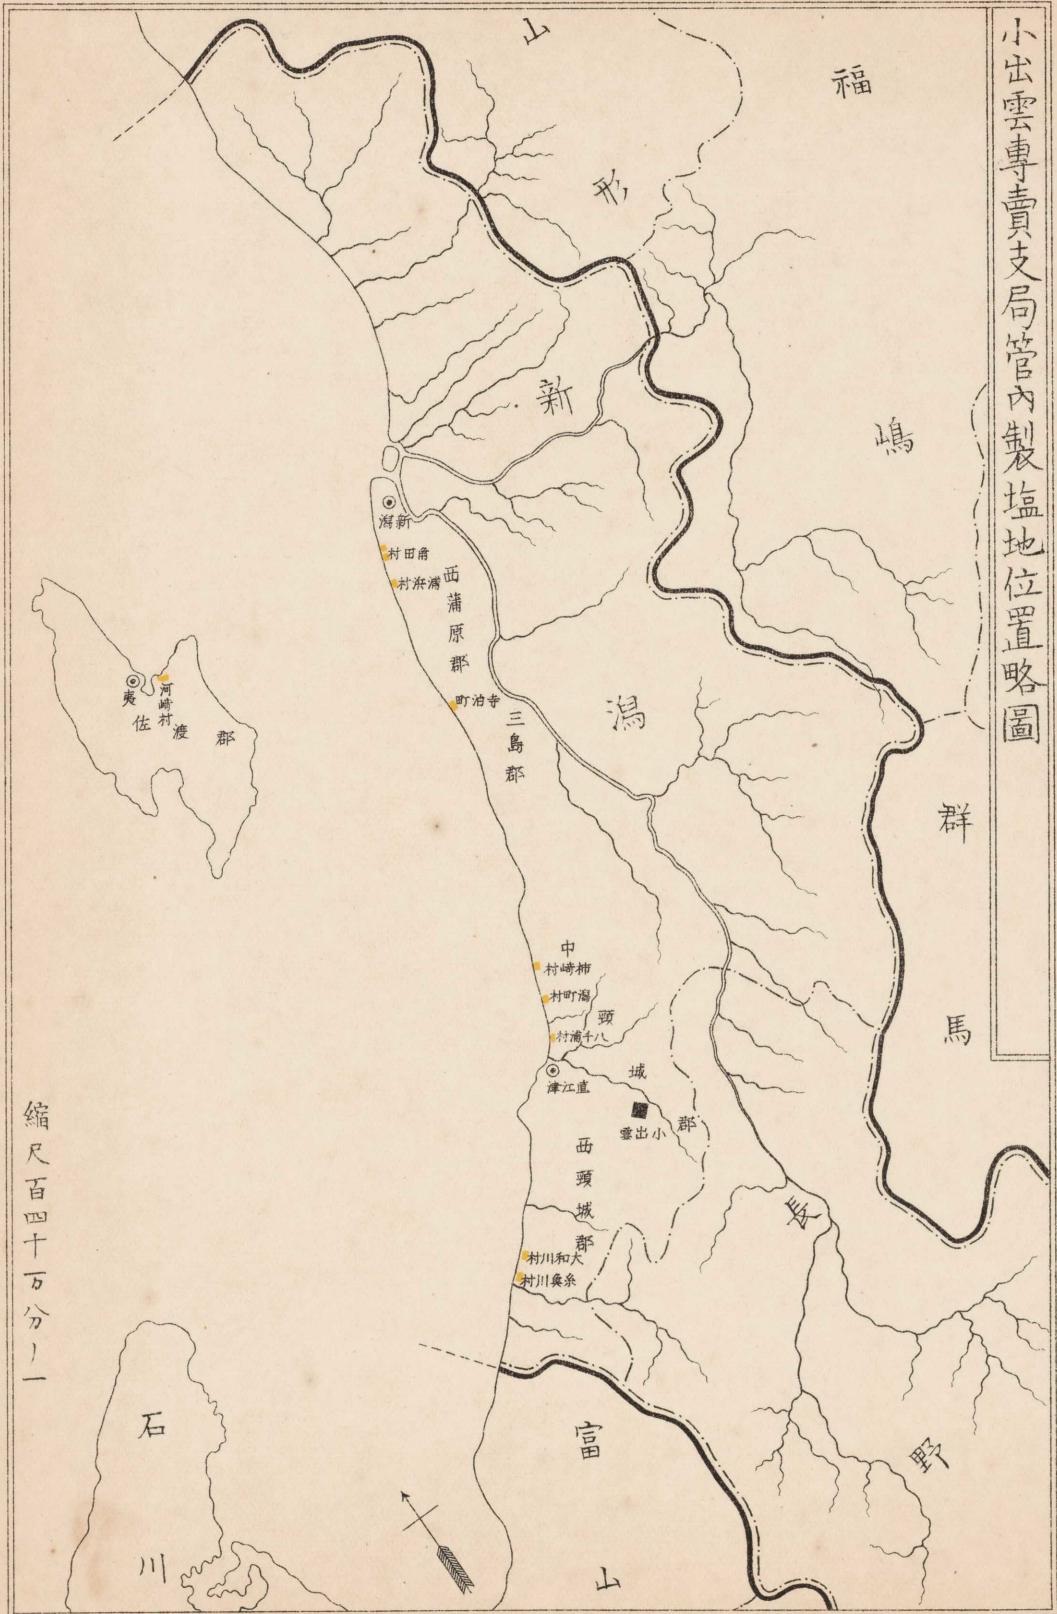 小出雲專賣支局管內製塩地位置略圖
福嶋
山形
群馬
新潟
長野
富山
石川
新潟
角田村
浦浜村
西蒲原郡
寺泊町
三島郡
夷
河崎村
佐渡郡
中頸城郡
柿崎村
潟町村
八千浦村
直江津
小出雲
西頸城郡
大和川村
糸魚川村
縮尺百四十万分ノ一